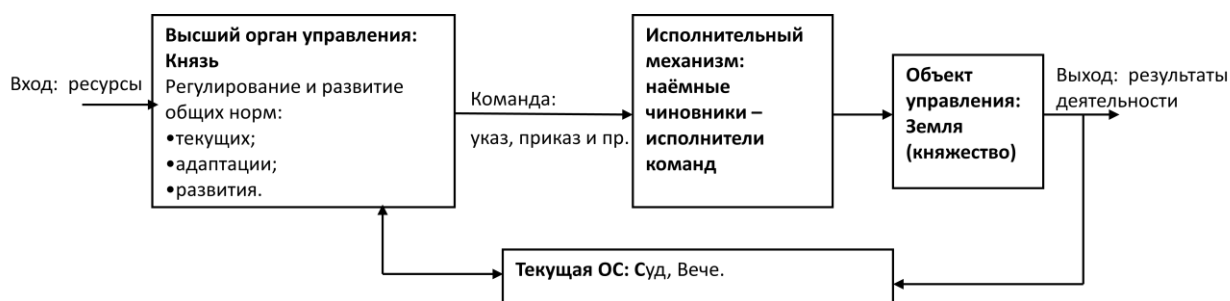 Вход: ресурсы
Высший орган управления:
Князь
Регулирование и развитие
общих норм:
•текущих;
•адаптации;
•развития.
Команда:
указ, приказ и пр.
Исполнительный
механизм:
наёмные
чиновники –
исполнители
команд
Объект
управления:
Земля
(княжество)
Выход: результаты
деятельности
Текущая ОС: Суд, Вече.